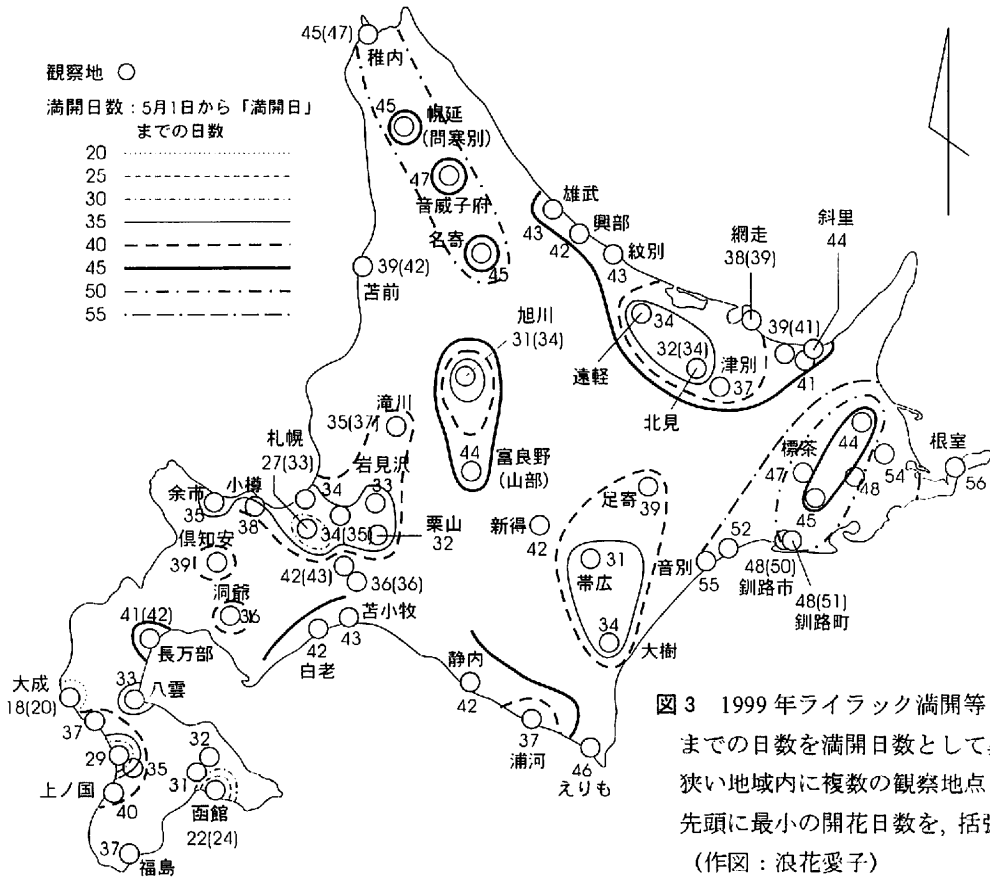 45(47)
稚内
観察地
満開日数:5月1日から「満開日」
までの日数
20
25
30
35
40
45
50
55
45
幌延
(問寒別)
47
音威子府
名寄
45
39(42)
苫前
雄武
43
興部
42
紋別
43
網走
38(39)
斜里
44
39(41)
41
34
遠軽
32(34)
北見
津別
37
旭川
31(34)
44
富良野
(山部)
滝川
35(37)
札幌
27(33)
岩見沢
33
34
34(35)
栗山
32
小樽
38
余市
35
倶知安
39
洞爺
36
42(43)
36(36)
苫小牧
43
42
白老
41(42)
長万部
33
八雲
大成
18(20)
37
29
35
上ノ国
40
32
31
函館
22(24)
37
福島
静内
42
37
浦河
46
えりも
新得
42
足寄
39
31
帯広
34
大樹
音別
55
52
48(50)
釧路市
48(51)
釧路町
標茶
47
44
45
48
54
根室
56
図3 1999年ライラック満開等
までの日数を満開日数として
狭い地域内に複数の観察地点
先頭に最小の開花日数を,括弧
(作図:浪花愛子)